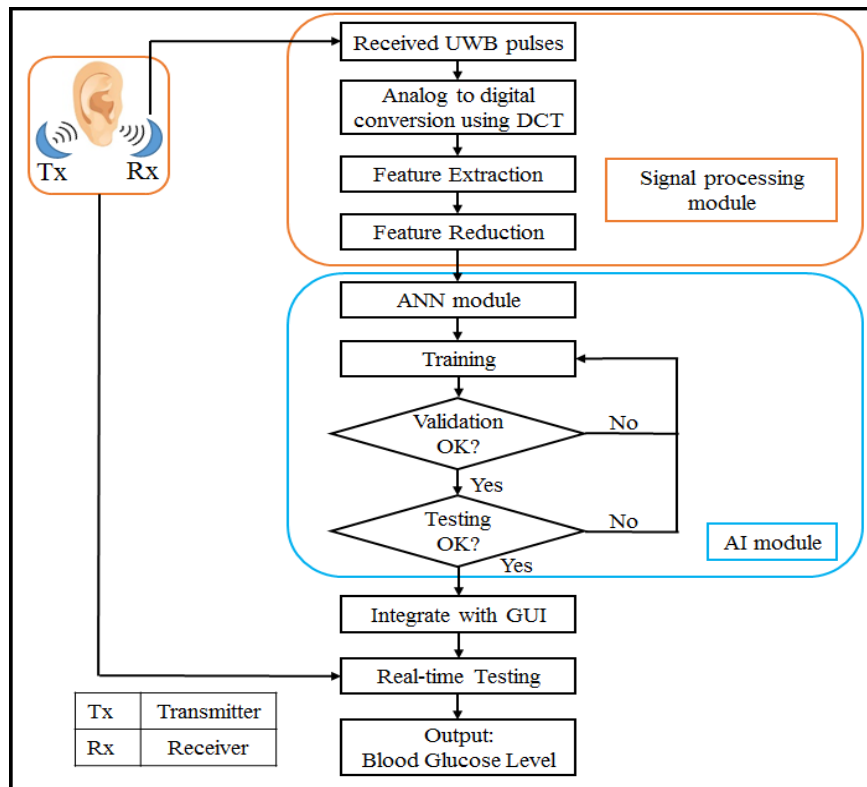 Received UWB pulses
Analog to digital
conversion using DCT
Feature Extraction
Feature Reduction
Signal processing
module
Tx
Rx
ANN module
Training
Validation
OK?
No
Yes
Testing
OK?
No
Yes
AI module
Integrate with GUI
Real-time Testing
Output:
Blood Glucose Level
Tx Transmitter
Rx Receiver